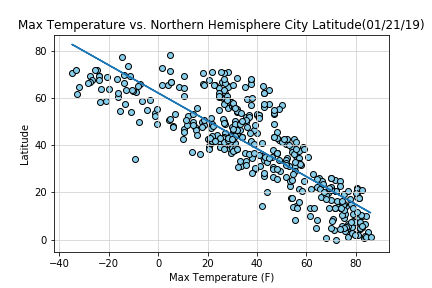 Max Temperature vs. Northern Hemisphere City Latitude(01/21/19)
80
60
40
20
0
Latitude
−40 −20 0 20 40 60 80
Max Temperature (F)